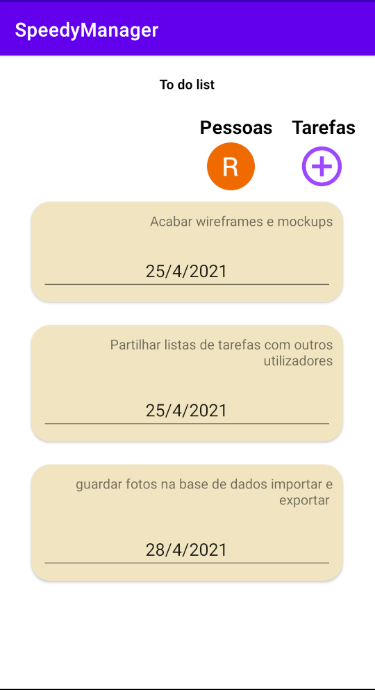 SpeedyManager
To do list
Pessoas Tarefas
R
Acabar wireframes e mockups
25/4/2021
Partilhar listas de tarefas com outros
utilizadores
25/4/2021
guardar fotos na base de dados importar e
exportar
28/4/2021